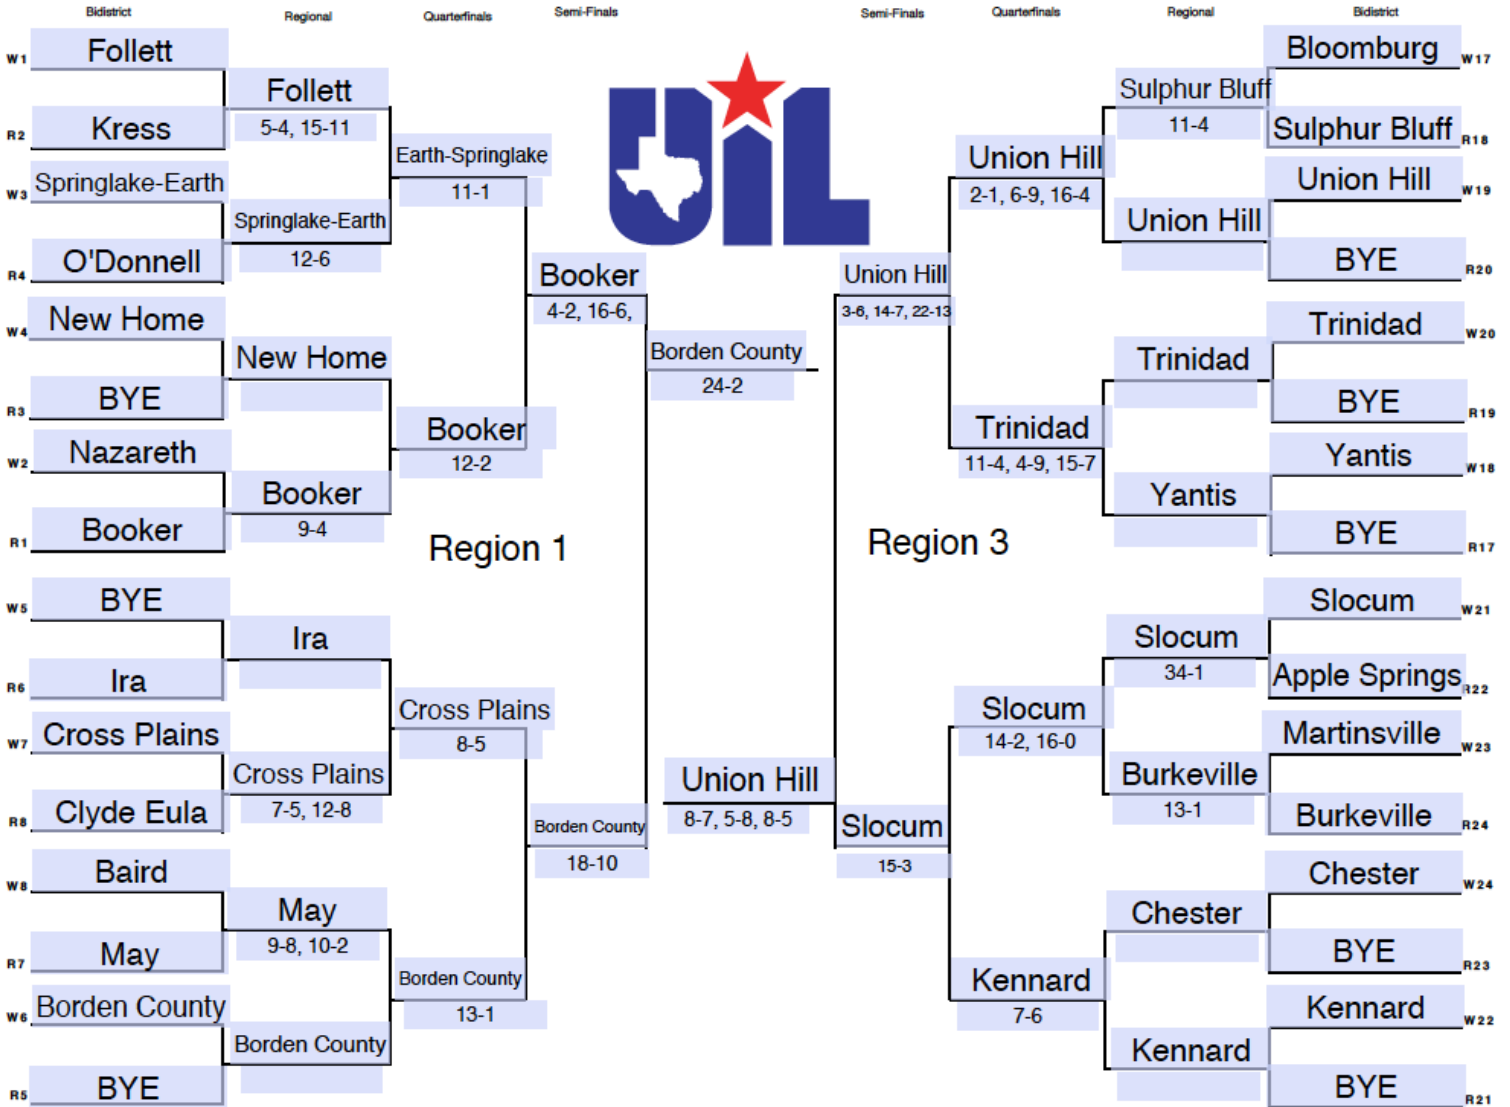 Bidistrict
Regional
Quarterfinals
Semi-Finals
Semi-Finals
Quarterfinals
Regional
Bidistrict
UIL
W1
Follett
R2
Kress
W3
Springlake-Earth
R4
O'Donnell
W4
New Home
R3
BYE
W2
Nazareth
R1
Booker
W5
BYE
R6
Ira
W7
Cross Plains
R8
Clyde Eula
W8
Baird
R7
May
W6
Borden County
R5
BYE
Follett
5-4, 15-11
Springlake-Earth
12-6
New Home
Booker
9-4
Ira
Cross Plains
7-5, 12-8
May
9-8, 10-2
Borden County
Earth-Springlake
11-1
Booker
12-2
Region 1
Cross Plains
8-5
Borden County
13-1
Booker
4-2, 16-6,
Borden County
18-10
Borden County
24-2
Union Hill
8-7, 5-8, 8-5
Union Hill
3-6, 14-7, 22-13
Slocum
15-3
Union Hill
2-1, 6-9, 16-4
Trinidad
11-4, 4-9, 15-7
Region 3
Slocum
14-2, 16-0
Kennard
7-6
Sulphur Bluff
11-4
Union Hill
Trinidad
Yantis
Slocum
34-1
Burkeville
13-1
Chester
Kennard
Bloomburg
W17
Sulphur Bluff
R18
Union Hill
W19
BYE
R20
Trinidad
W20
BYE
R19
Yantis
W18
BYE
R17
Slocum
W21
Apple Springs
R22
Martinsville
W23
Burkeville
R24
Chester
W24
BYE
R23
Kennard
W22
BYE
R21